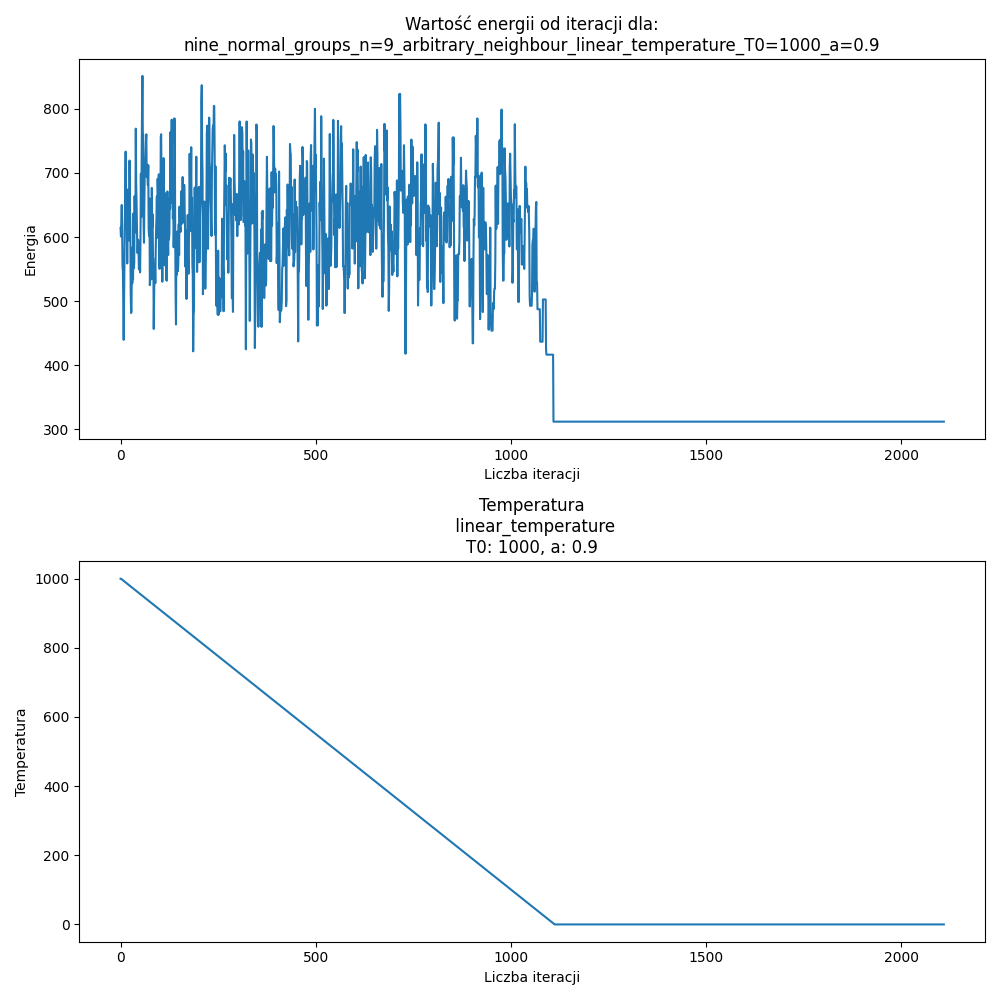 Wartość energii od iteracji dla:
nine_normal_groups_n=9_arbitrary_neighbour_linear_temperature_T0=1000_a=0.9
800
700
600
500
400
300
Energia
0 500 1000 1500 2000
Liczba iteracji
Temperatura
linear_temperature
T0: 1000, a: 0.9
1000
800
600
400
200
0
Temperatura
0 500 1000 1500 2000
Liczba iteracji